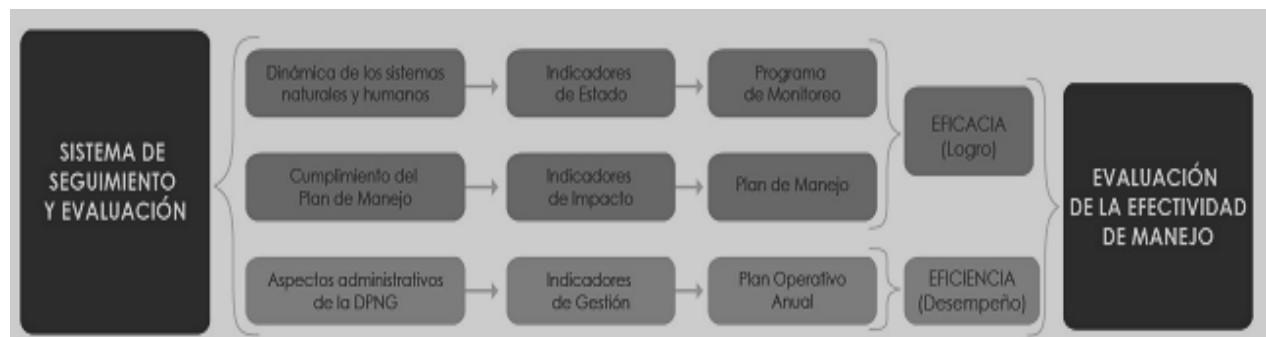 SISTEMA DE
SEGUIMIENTO
Y EVALUACIÓN
Dinámica de los sistemas
naturales y humanos
Indicadores
de Estado
Programa
de Monitoreo
Cumplimiento del
Plan de Manejo
Indicadores
de Impacto
Plan de Manejo
Aspectos administrativos
de la DPNG
Indicadores
de Gestión
Plan Operativo
Anual
EFICACIA
(Logro)
EFICIENCIA
(Desempeño)
EVALUACIÓN
DE LA EFECTIVIDAD
DE MANEJO